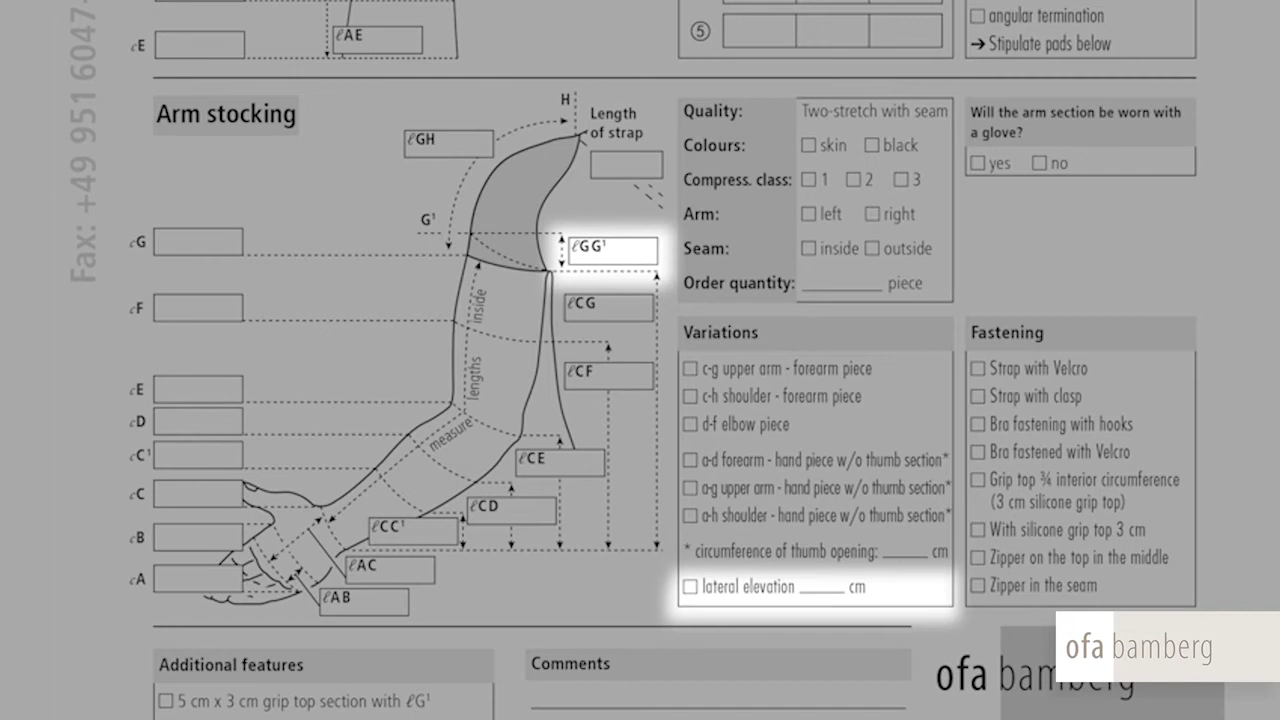 Fax: +49 951 6047-
cE
ℓAE
5
angular termination
➔ Stipulate pads below
Arm stocking
H
Length
of strap
ℓGH
G¹
cG
ℓGG¹
ℓCG
cF
inside
ℓCF
lengths
cE
cD
measure
cC¹
ℓCE
cC
ℓCD
cB
ℓCC¹
ℓAC
cA
ℓAB
Quality: Two-stretch with seam
Colours: skin black
Compress. class: 1 2 3
Arm: left right
Seam: inside outside
Order quantity: ________ piece
Will the arm section be worn with
a glove?
yes no
Variations
c-g upper arm - forearm piece
c-h shoulder - forearm piece
d-f elbow piece
a-d forearm - hand piece w/o thumb section*
a-g upper arm - hand piece w/o thumb section*
a-h shoulder - hand piece w/o thumb section*
* circumference of thumb opening: _____ cm
lateral elevation _____ cm
Fastening
Strap with Velcro
Strap with clasp
Bra fastening with hooks
Bra fastened with Velcro
Grip top ¾ interior circumference
(3 cm silicone grip top)
With silicone grip top 3 cm
Zipper on the top in the middle
Zipper in the seam
Additional features
5 cm x 3 cm grip top section with ℓG¹
Comments
ofa bamberg
ofa bamberg